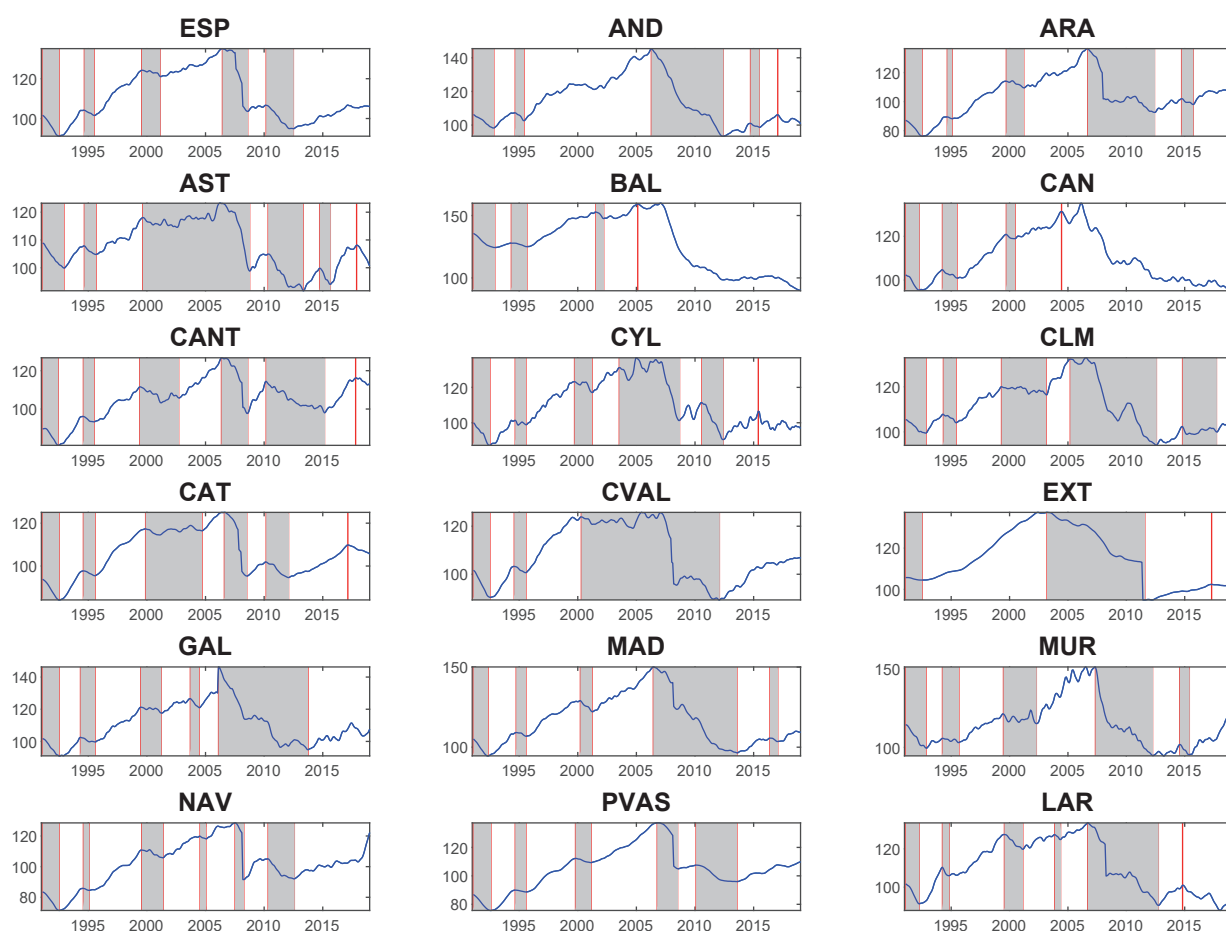 ESP AND ARA
120 100 1995 2000 2005 2010 2015
140 120 100 1995 2000 2005 2010 2015
120 100 80 1995 2000 2005 2010 2015
AST BAL CAN
120 110 100 1995 2000 2005 2010 2015
150 100 1995 2000 2005 2010 2015
120 100 1995 2000 2005 2010 2015
CANT CYL CLM
120 100 1995 2000 2005 2010 2015
120 100 1995 2000 2005 2010 2015
120 100 1995 2000 2005 2010 2015
CAT CVAL EXT
120 100 1995 2000 2005 2010 2015
120 100 1995 2000 2005 2010 2015
120 100 1995 2000 2005 2010 2015
GAL MAD MUR
140 120 100 1995 2000 2005 2010 2015
150 100 1995 2000 2005 2010 2015
150 100 1995 2000 2005 2010 2015
NAV PVAS LAR
120 100 80 1995 2000 2005 2010 2015
120 100 80 1995 2000 2005 2010 2015
120 100 1995 2000 2005 2010 2015